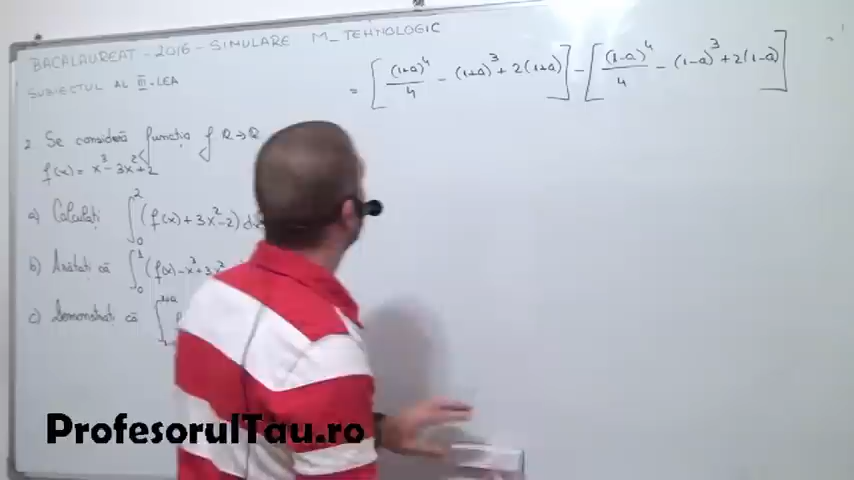 BACALAUREAT - 2016 - SIMULARE M_TEHNOLOGIC
SUBIECTUL AL III-LEA
2 Se consideră funcția f R→R
f(x) = x³ - 3x² + 2
a) Calculați ∫₀² (f(x) + 3x² - 2) d
b) Arătați că ∫₀¹ (f(x) - x³ + 3x²
c) Demonstrați că ∫ 1+a
= [(1+a)⁴/4 - (1+a)³ + 2(1+a)] - [(1-a)⁴/4 - (1-a)³ + 2(1-a)] =
ProfesorulTau.ro